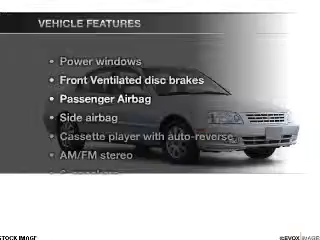 VEHICLE FEATURES
• Power windows
• Front Ventilated disc brakes
• Passenger Airbag
• Side airbag
• Cassette player with auto-reverse
• AM/FM stereo
STOCK IMAGE
©EVOX IMAGES